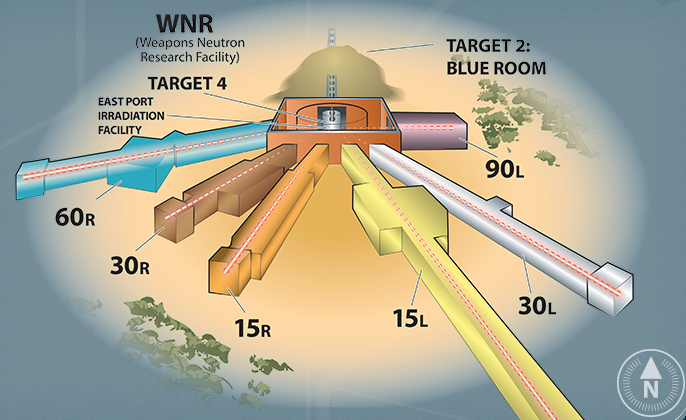 WNR
(Weapons Neutron
Research Facility)
TARGET 2:
BLUE ROOM
TARGET 4
EAST PORT
IRRADIATION
FACILITY
90L
60R
30R
30L
15R
15L
N